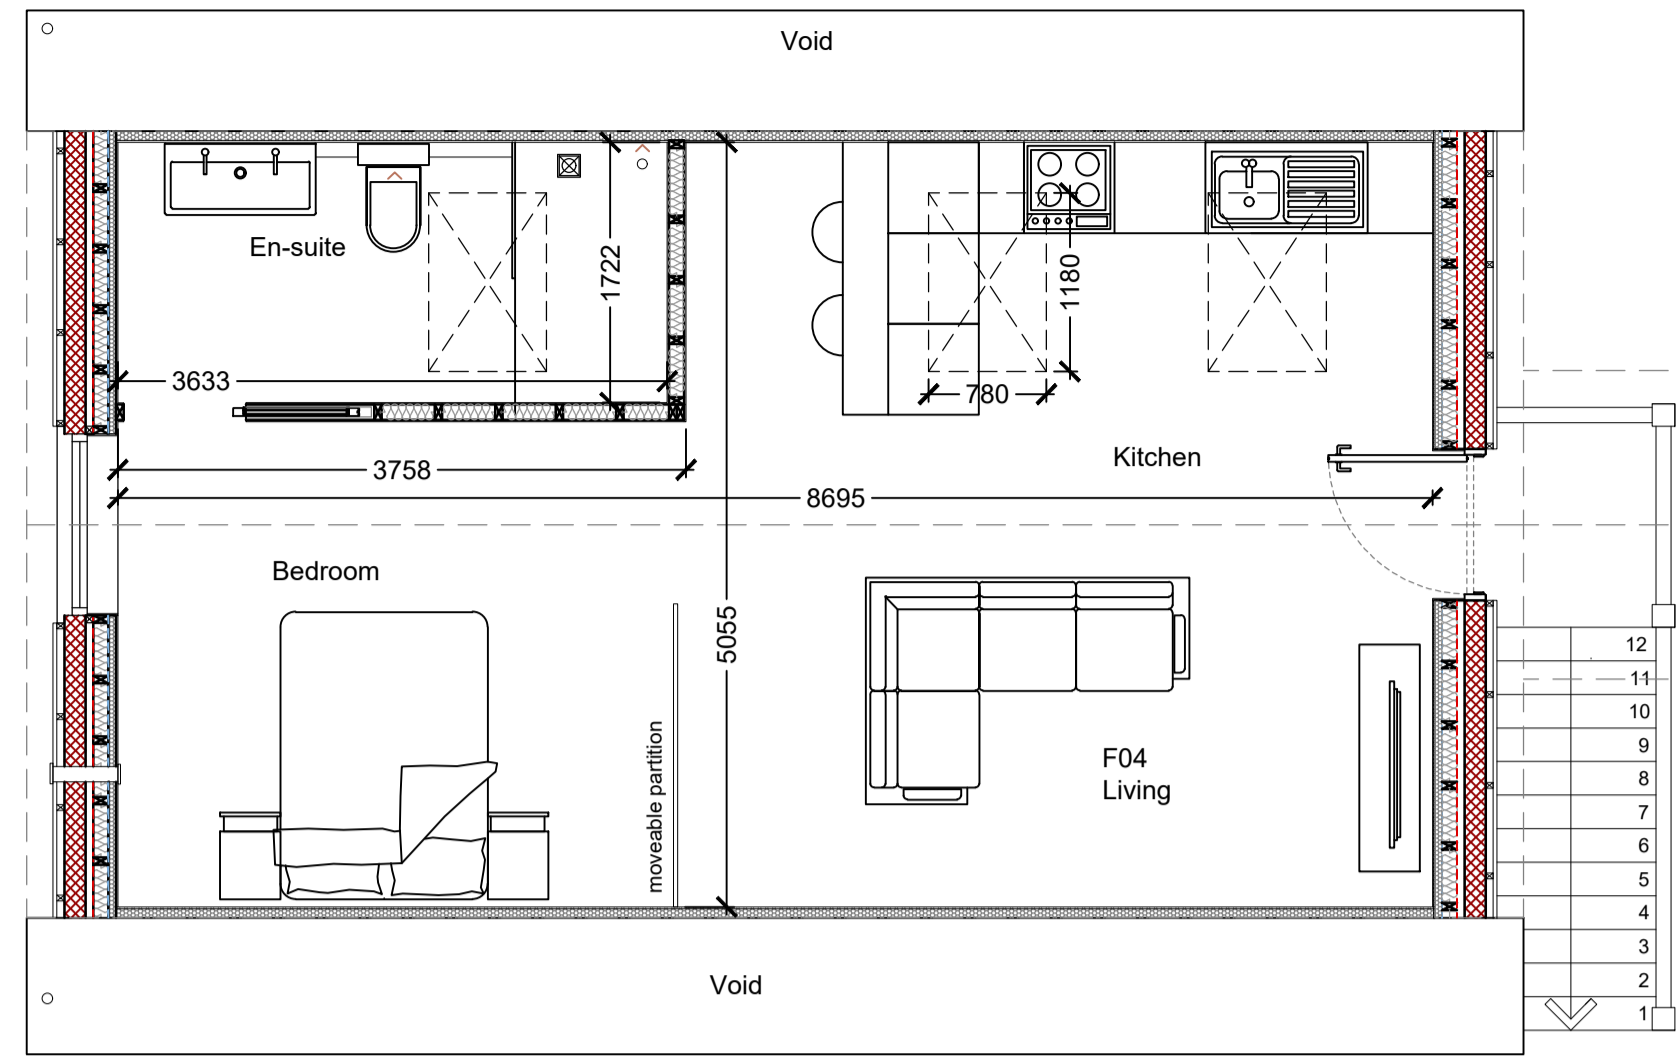 Void
En-suite
1722
1180
3633
780
3758
Kitchen
8695
Bedroom
5055
moveable partition
F04
Living
12
11
10
9
8
7
6
5
4
3
2
1
Void